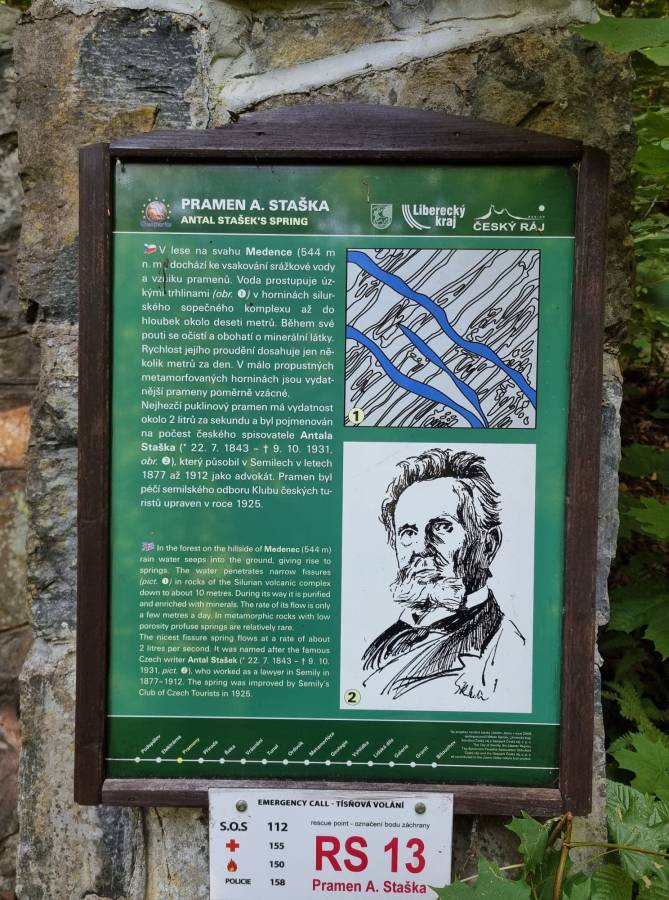 PRAMEN A. STAŠKA
ANTAL STAŠEK'S SPRING
Liberecký
kraj
ČESKÝ RÁJ
V lese na svahu Medence (544 m
n. m.) dochází ke vsakování srážkové vody
a vzniku pramenů. Voda prostupuje úz-
kými trhlinami (obr. 1) v horninách silur-
ského sopečného komplexu až do
hloubek okolo deseti metrů. Během své
pouti se očistí a obohatí o minerální látky.
Rychlost jejího proudění dosahuje jen ně-
kolik metrů za den. V málo propustných
metamorfovaných horninách jsou vydat-
nější prameny poměrně vzácné.
Nejhezčí puklinový pramen má vydatnost
okolo 2 litrů za sekundu a byl pojmenován
na počest českého spisovatele Antala
Staška (* 22. 7. 1843 – † 9. 10. 1931,
obr. 2), který působil v Semilech v letech
1877 až 1912 jako advokát. Pramen byl
péčí semilského odboru Klubu českých tu-
ristů upraven v roce 1925.
1
In the forest on the hillside of Medenec (544 m)
rain water seeps into the ground, giving rise to
springs. The water penetrates narrow fissures
(pict. 1) in rocks of the Silurian volcanic complex
down to about 10 metres. During its way it is purified
and enriched with minerals. The rate of its flow is only
a few metres a day. In metamorphic rocks with low
porosity profuse springs are relatively rare.
The nicest fissure spring flows at a rate of about
2 litres per second. It was named after the famous
Czech writer Antal Stašek (* 22. 7. 1843 – † 9. 10.
1931, pict. 2), who worked as a lawyer in Semily in
1877–1912. The spring was improved by Semily's
Club of Czech Tourists in 1925.
2
Prameny
EMERGENCY CALL - TÍSŇOVÁ VOLÁNÍ
rescue point - označení bodu záchrany
S.O.S 112
155
150
POLICIE 158
RS 13
Pramen A. Staška